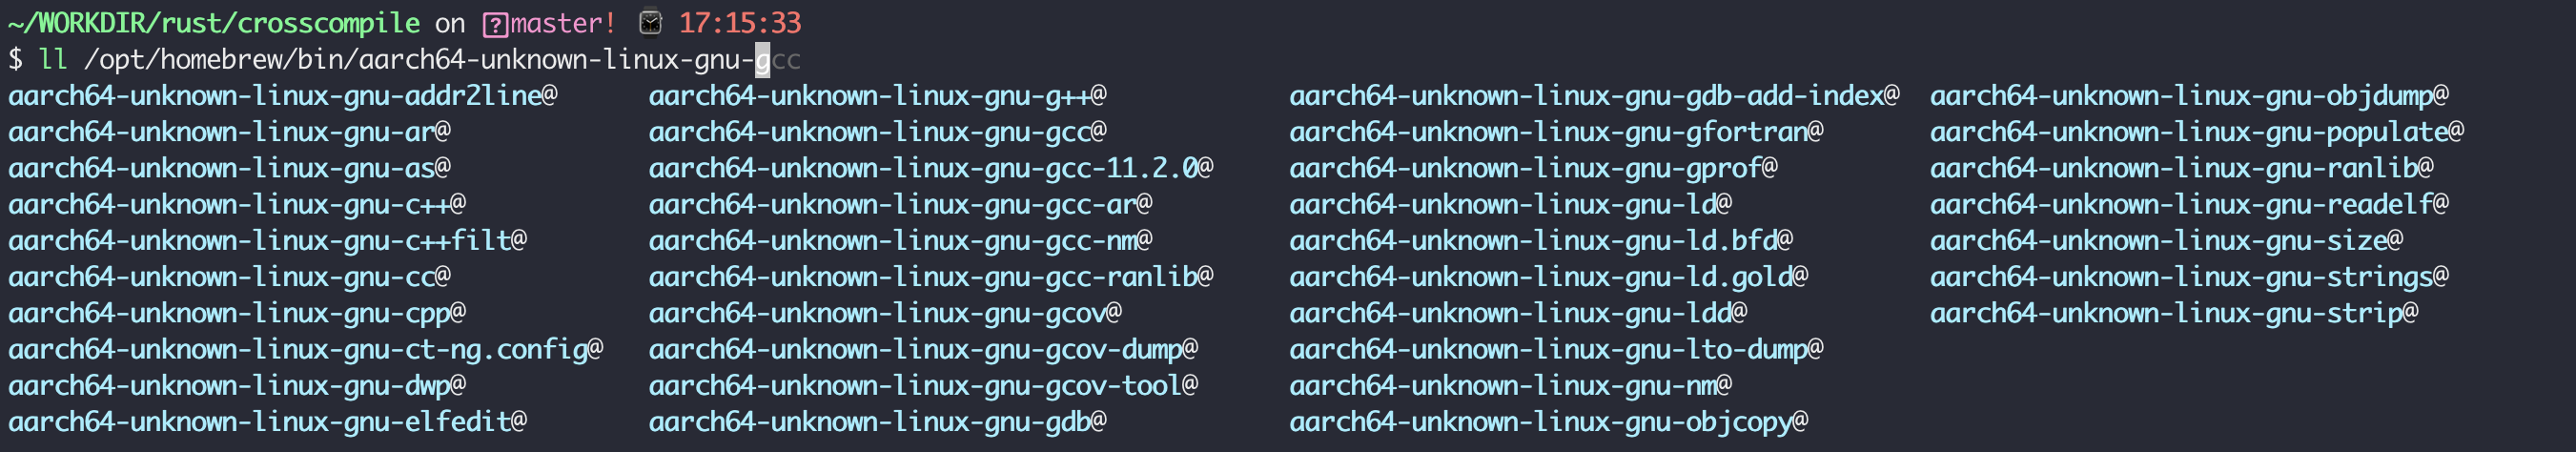 ~/WORKDIR/rust/crosscompile on master! ⌚ 17:15:33
$ ll /opt/homebrew/bin/aarch64-unknown-linux-gnu-gcc
aarch64-unknown-linux-gnu-addr2line@ aarch64-unknown-linux-gnu-g++@ aarch64-unknown-linux-gnu-gdb-add-index@ aarch64-unknown-linux-gnu-objdump@
aarch64-unknown-linux-gnu-ar@ aarch64-unknown-linux-gnu-gcc@ aarch64-unknown-linux-gnu-gfortran@ aarch64-unknown-linux-gnu-populate@
aarch64-unknown-linux-gnu-as@ aarch64-unknown-linux-gnu-gcc-11.2.0@ aarch64-unknown-linux-gnu-gprof@ aarch64-unknown-linux-gnu-ranlib@
aarch64-unknown-linux-gnu-c++@ aarch64-unknown-linux-gnu-gcc-ar@ aarch64-unknown-linux-gnu-ld@ aarch64-unknown-linux-gnu-readelf@
aarch64-unknown-linux-gnu-c++filt@ aarch64-unknown-linux-gnu-gcc-nm@ aarch64-unknown-linux-gnu-ld.bfd@ aarch64-unknown-linux-gnu-size@
aarch64-unknown-linux-gnu-cc@ aarch64-unknown-linux-gnu-gcc-ranlib@ aarch64-unknown-linux-gnu-ld.gold@ aarch64-unknown-linux-gnu-strings@
aarch64-unknown-linux-gnu-cpp@ aarch64-unknown-linux-gnu-gcov@ aarch64-unknown-linux-gnu-ldd@ aarch64-unknown-linux-gnu-strip@
aarch64-unknown-linux-gnu-ct-ng.config@ aarch64-unknown-linux-gnu-gcov-dump@ aarch64-unknown-linux-gnu-lto-dump@
aarch64-unknown-linux-gnu-dwp@ aarch64-unknown-linux-gnu-gcov-tool@ aarch64-unknown-linux-gnu-nm@
aarch64-unknown-linux-gnu-elfedit@ aarch64-unknown-linux-gnu-gdb@ aarch64-unknown-linux-gnu-objcopy@